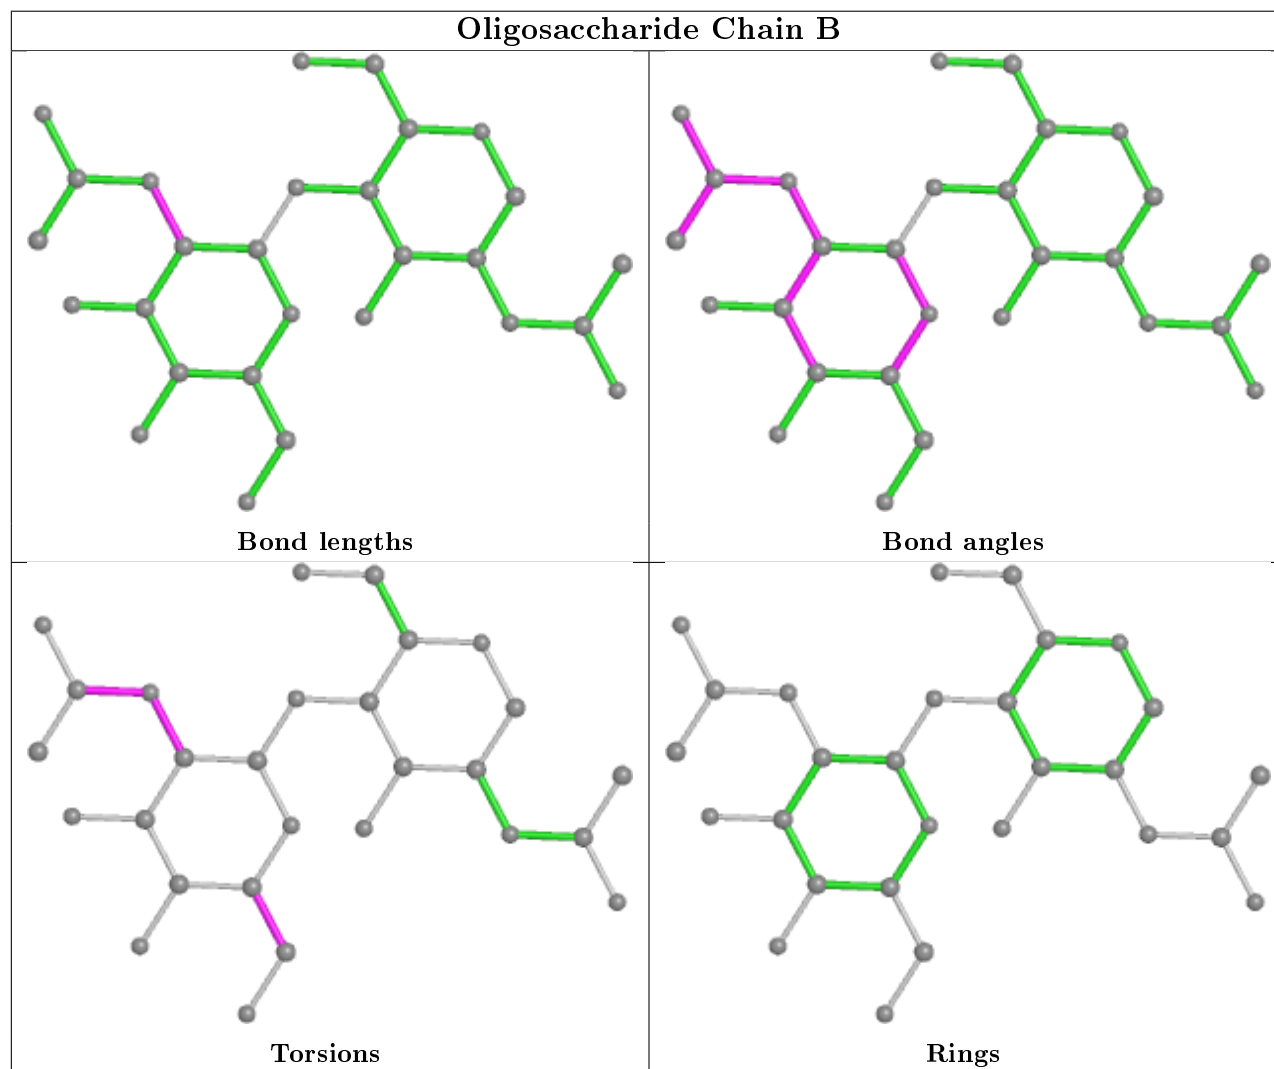 Oligosaccharide Chain B
Bond lengths
Bond angles
Torsions
Rings